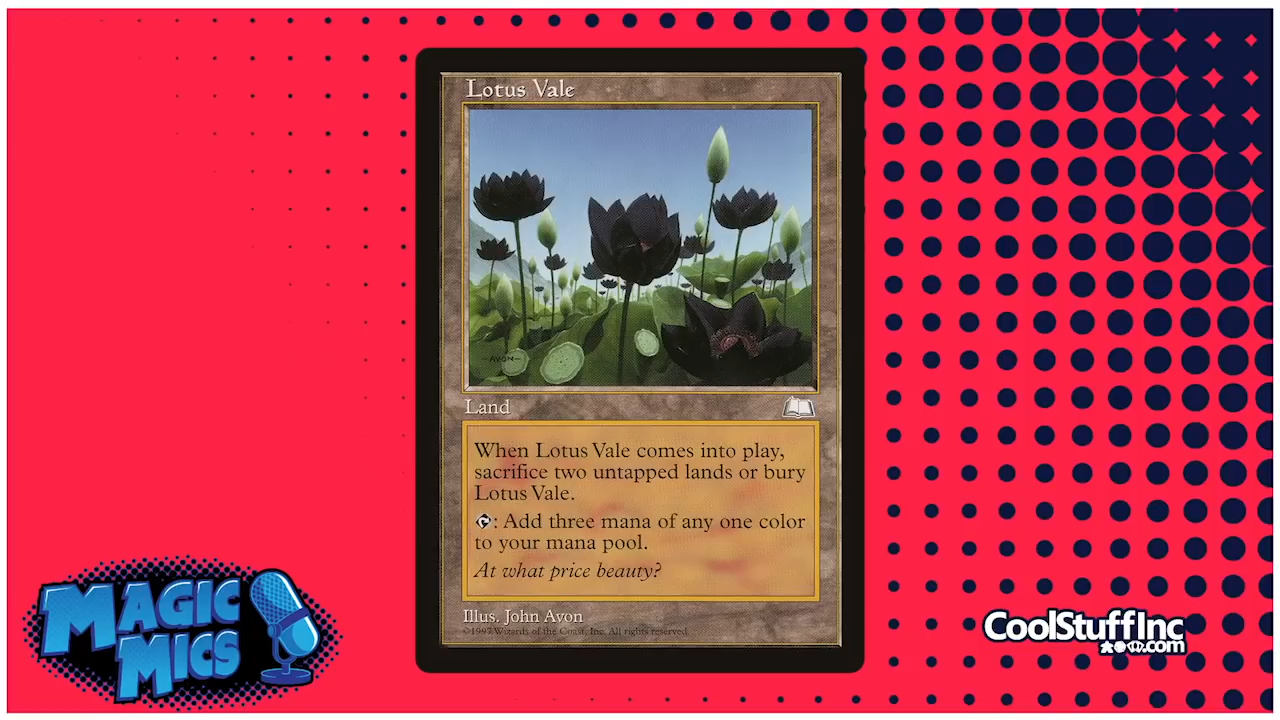 Lotus Vale
-AVON-
Land
When Lotus Vale comes into play,
sacrifice two untapped lands or bury
Lotus Vale.
: Add three mana of any one color
to your mana pool.
At what price beauty?
Illus. John Avon
©1997 Wizards of the Coast, Inc. All rights reserved.
MAGIC
MICS
CoolStuffInc
.com